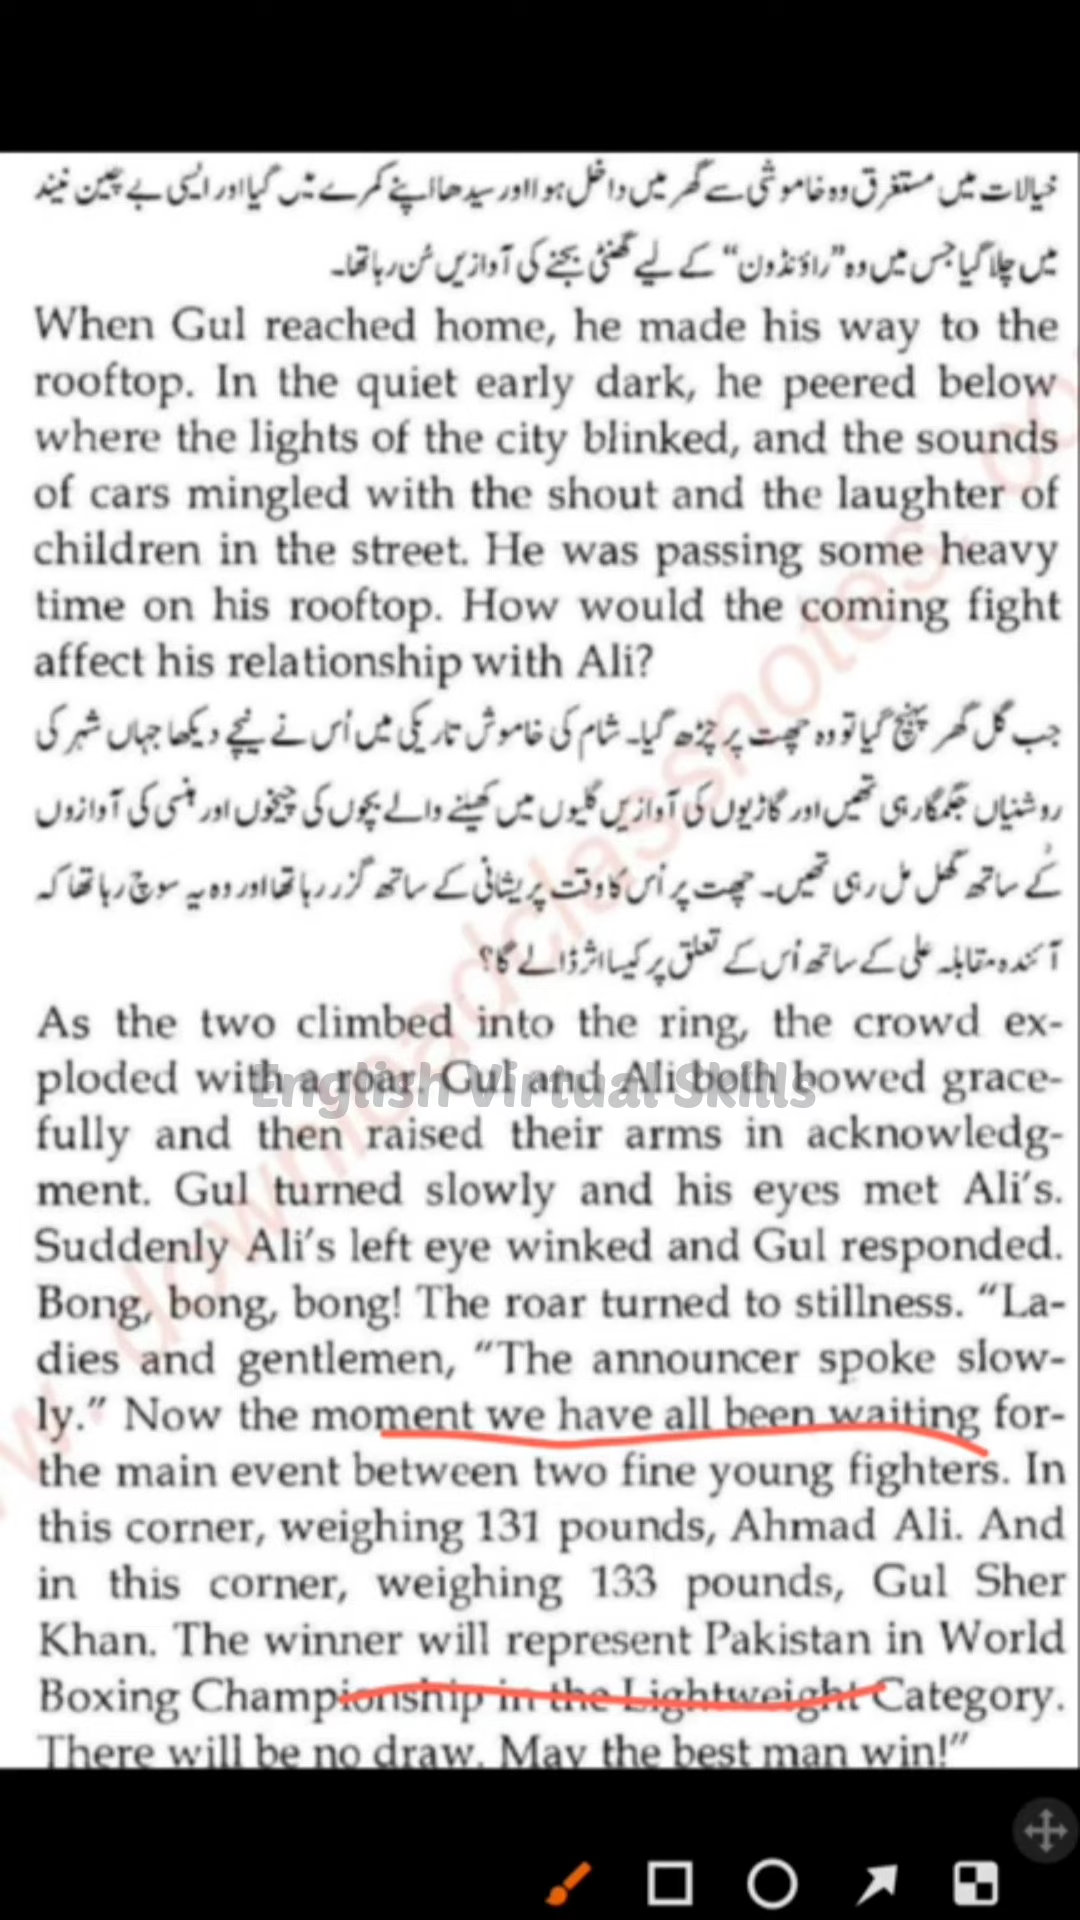 خیالات میں مستغرق وہ خاموشی سے گھر میں داخل ہوا اور سیدھا اپنے کمرے میں گیا اور ایسی بے چین نیند
میں چلا گیا جس میں وہ ”راؤنڈ ون“ کے لیے گھنٹی بجنے کی آوازیں سُن رہا تھا۔
When Gul reached home, he made his way to the
rooftop. In the quiet early dark, he peered below
where the lights of the city blinked, and the sounds
of cars mingled with the shout and the laughter of
children in the street. He was passing some heavy
time on his rooftop. How would the coming fight
affect his relationship with Ali?
جب گل گھر پہنچ گیا تو وہ چھت پر چڑھ گیا۔ شام کی خاموش تاریکی میں اُس نے نیچے دیکھا جہاں شہر کی
روشنیاں جگمگا رہی تھیں اور گاڑیوں کی آوازیں گلیوں میں کھیلنے والے بچوں کی چیخوں اور ہنسی کی آوازوں
کے ساتھ گھل مل رہی تھیں۔ چھت پر اُس کا وقت پریشانی کے ساتھ گزر رہا تھا اور وہ یہ سوچ رہا تھا کہ
آئندہ مقابلہ علی کے ساتھ اُس کے تعلق پر کیسا اثر ڈالے گا؟
As the two climbed into the ring, the crowd ex-
ploded with a roar. Gul and Ali both bowed grace-
English Virtual Skills
fully and then raised their arms in acknowledg-
ment. Gul turned slowly and his eyes met Ali's.
Suddenly Ali's left eye winked and Gul responded.
Bong, bong, bong! The roar turned to stillness. “La-
dies and gentlemen, “The announcer spoke slow-
ly.” Now the moment we have all been waiting for-
the main event between two fine young fighters. In
this corner, weighing 131 pounds, Ahmad Ali. And
in this corner, weighing 133 pounds, Gul Sher
Khan. The winner will represent Pakistan in World
Boxing Championship in the Lightweight Category.
There will be no draw. May the best man win!”